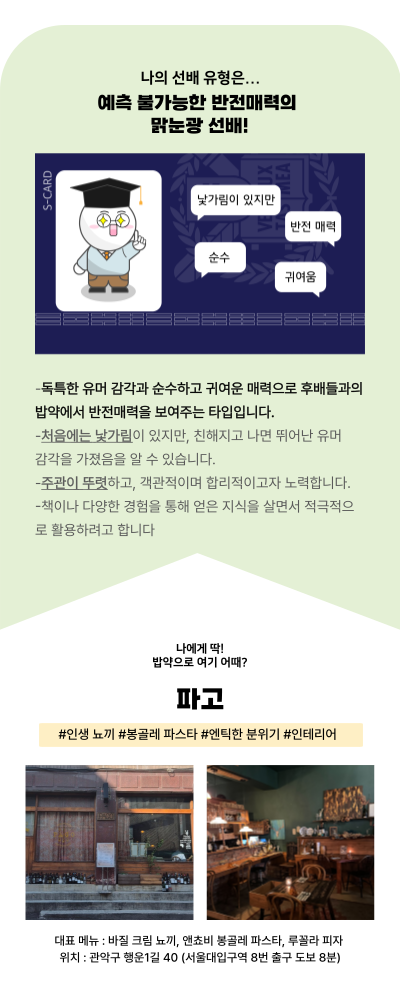 나의 선배 유형은...
예측 불가능한 반전매력의
맑눈광 선배!
S-CARD
낯가림이 있지만
반전 매력
순수
귀여움
-독특한 유머 감각과 순수하고 귀여운 매력으로 후배들과의
밥약에서 반전매력을 보여주는 타입입니다.
-처음에는 낯가림이 있지만, 친해지고 나면 뛰어난 유머
감각을 가졌음을 알 수 있습니다.
-주관이 뚜렷하고, 객관적이며 합리적이고자 노력합니다.
-책이나 다양한 경험을 통해 얻은 지식을 살면서 적극적으
로 활용하려고 합니다
나에게 딱!
밥약으로 여기 어때?
파고
#인생 뇨끼 #봉골레 파스타 #엔틱한 분위기 #인테리어
대표 메뉴 : 바질 크림 뇨끼, 앤쵸비 봉골레 파스타, 루꼴라 피자
위치 : 관악구 행운1길 40 (서울대입구역 8번 출구 도보 8분)